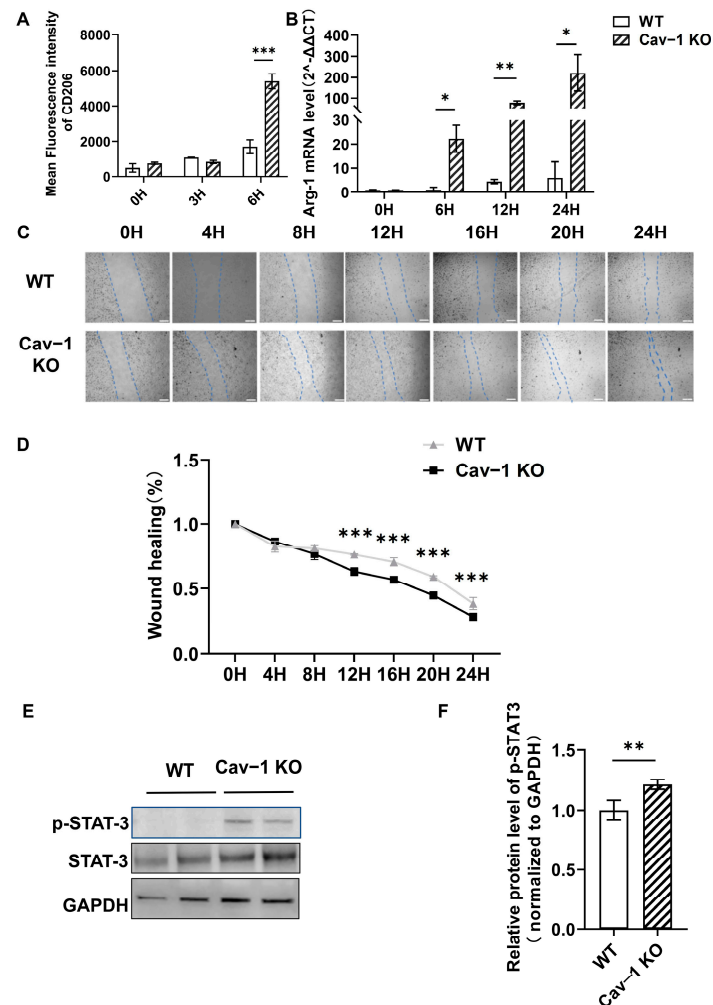 A
Mean Fluorescence intensity
of CD206
8000
6000
4000
2000
0
***
0H
3H
6H
B
Arg-1 mRNA level(2^-ΔΔCT)
400
300
200
100
30
20
10
0
*
**
*
0H
6H
12H
24H
WT
Cav−1 KO
C
0H 4H 8H 12H 16H 20H 24H
WT
Cav−1
KO
D
WT
Cav−1 KO
Wound healing(%)
1.5
1.0
0.5
0.0
*** *** *** ***
0H 4H 8H 12H 16H 20H 24H
E
WT Cav−1 KO
p-STAT-3
STAT-3
GAPDH
F
Relative protein level of p-STAT3
( normalized to GAPDH)
1.5
1.0
0.5
0.0
**
WT
Cav−1 KO